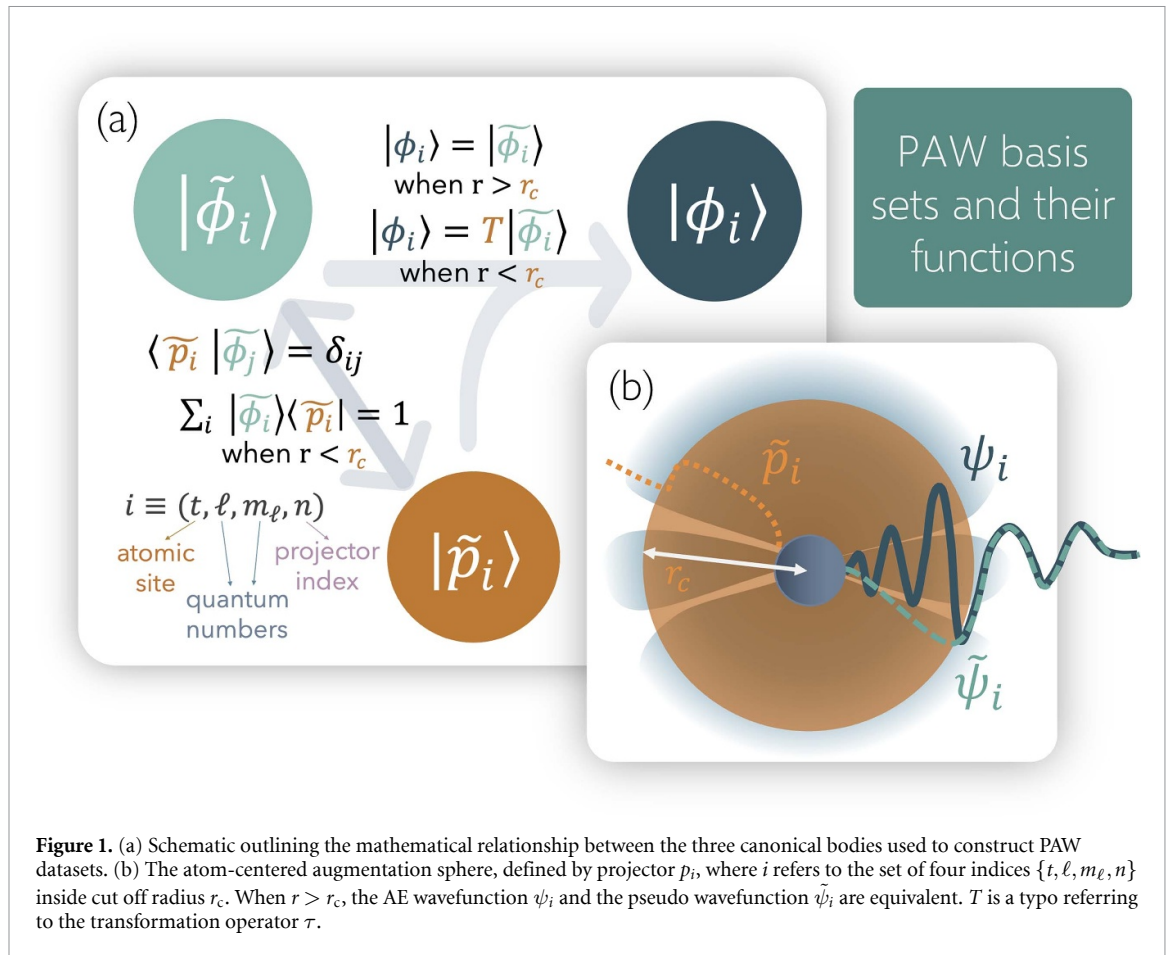 (a)
|ϕ̃ᵢ⟩
|ϕᵢ⟩ = |ϕ̃ᵢ⟩
when r > r_c
|ϕᵢ⟩ = T|ϕ̃ᵢ⟩
when r < r_c
|ϕᵢ⟩
PAW basis
sets and their
functions
⟨p̃ᵢ |ϕ̃ⱼ⟩ = δᵢⱼ
∑ᵢ |ϕ̃ᵢ⟩⟨p̃ᵢ| = 1
when r < r_c
i ≡ (t, ℓ, m_ℓ, n)
atomic
site
quantum
numbers
projector
index
|p̃ᵢ⟩
(b)
p̃ᵢ
ψᵢ
r_c
ψ̃ᵢ
Figure 1. (a) Schematic outlining the mathematical relationship between the three canonical bodies used to construct PAW
datasets. (b) The atom-centered augmentation sphere, defined by projector pᵢ, where i refers to the set of four indices {t, ℓ, m_ℓ, n}
inside cut off radius r_c. When r > r_c, the AE wavefunction ψᵢ and the pseudo wavefunction ψ̃ᵢ are equivalent. T is a typo referring
to the transformation operator τ.